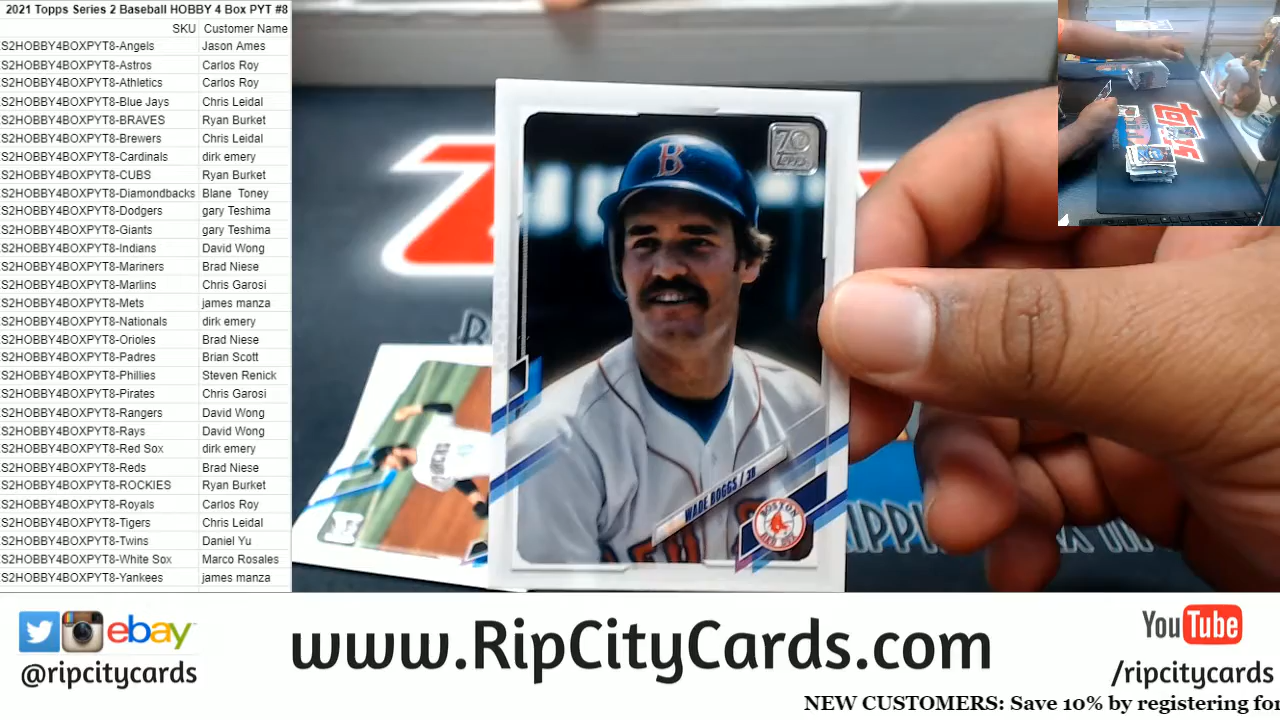 2021 Topps Series 2 Baseball HOBBY 4 Box PYT #8
SKU Customer Name
S2HOBBY4BOXPYT8-Angels Jason Ames
S2HOBBY4BOXPYT8-Astros Carlos Roy
S2HOBBY4BOXPYT8-Athletics Carlos Roy
S2HOBBY4BOXPYT8-Blue Jays Chris Leidal
S2HOBBY4BOXPYT8-BRAVES Ryan Burket
S2HOBBY4BOXPYT8-Brewers Chris Leidal
S2HOBBY4BOXPYT8-Cardinals dirk emery
S2HOBBY4BOXPYT8-CUBS Ryan Burket
S2HOBBY4BOXPYT8-Diamondbacks Blane Toney
S2HOBBY4BOXPYT8-Dodgers gary Teshima
S2HOBBY4BOXPYT8-Giants gary Teshima
S2HOBBY4BOXPYT8-Indians David Wong
S2HOBBY4BOXPYT8-Mariners Brad Niese
S2HOBBY4BOXPYT8-Marlins Chris Garosi
S2HOBBY4BOXPYT8-Mets james manza
S2HOBBY4BOXPYT8-Nationals dirk emery
S2HOBBY4BOXPYT8-Orioles Brad Niese
S2HOBBY4BOXPYT8-Padres Brian Scott
S2HOBBY4BOXPYT8-Phillies Steven Renick
S2HOBBY4BOXPYT8-Pirates Chris Garosi
S2HOBBY4BOXPYT8-Rangers David Wong
S2HOBBY4BOXPYT8-Rays David Wong
S2HOBBY4BOXPYT8-Red Sox dirk emery
S2HOBBY4BOXPYT8-Reds Brad Niese
S2HOBBY4BOXPYT8-ROCKIES Ryan Burket
S2HOBBY4BOXPYT8-Royals Carlos Roy
S2HOBBY4BOXPYT8-Tigers Chris Leidal
S2HOBBY4BOXPYT8-Twins Daniel Yu
S2HOBBY4BOXPYT8-White Sox Marco Rosales
S2HOBBY4BOXPYT8-Yankees james manza
B
70
Topps
WADE BOGGS / 3B
BOSTON
RED SOX
ebay
@ripcitycards
www.RipCityCards.com
YouTube
/ripcitycards
NEW CUSTOMERS: Save 10% by registering for